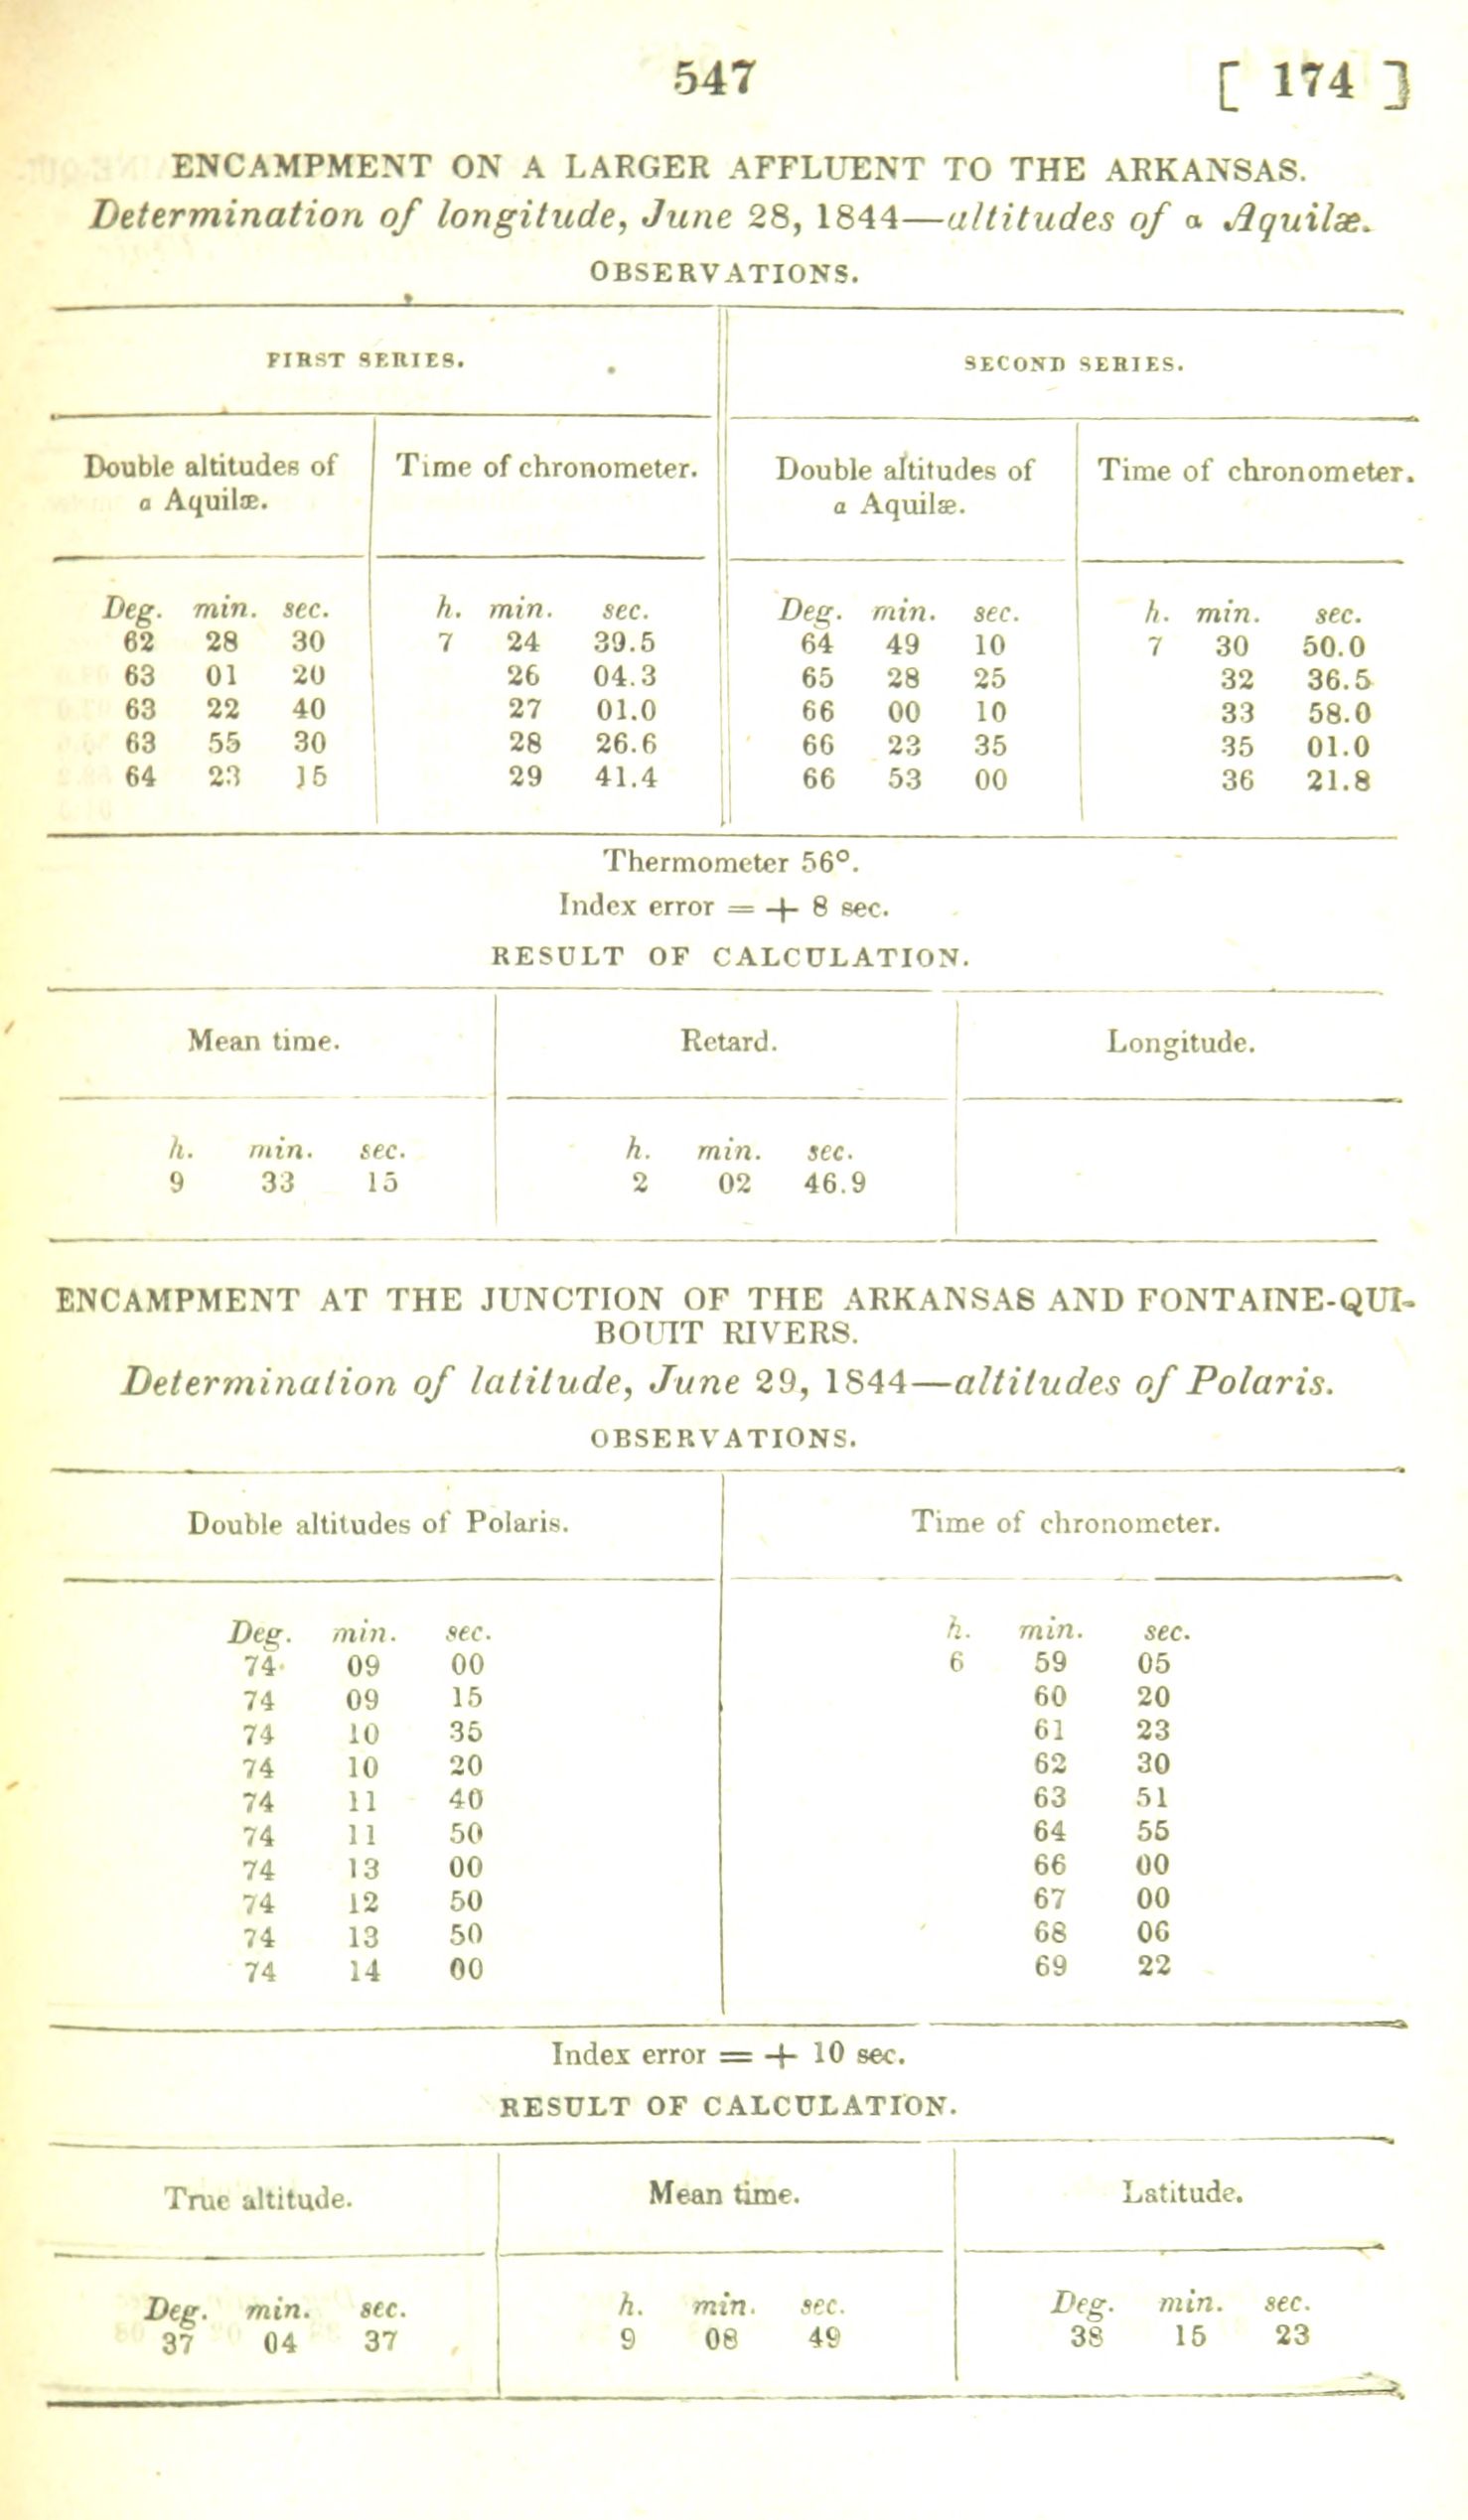 547 [ 174 ]
ENCAMPMENT ON A LARGER AFFLUENT TO THE ARKANSAS.
Determination of longitude, June 28, 1844—altitudes of α Aquilæ.
OBSERVATIONS.
FIRST SERIES. SECOND SERIES.
Double altitudes of Time of chronometer. Double altitudes of Time of chronometer.
α Aquilæ. α Aquilæ.
Deg. min. sec. h. min. sec. Deg. min. sec. h. min. sec.
62 28 30 7 24 39.5 64 49 10 7 30 50.0
63 01 20 26 04.3 65 28 25 32 36.5
63 22 40 27 01.0 66 00 10 33 58.0
63 55 30 28 26.6 66 23 35 35 01.0
64 23 15 29 41.4 66 53 00 36 21.8
Thermometer 56°.
Index error = + 8 sec.
RESULT OF CALCULATION.
Mean time. Retard. Longitude.
h. min. sec. h. min. sec.
9 33 15 2 02 46.9
ENCAMPMENT AT THE JUNCTION OF THE ARKANSAS AND FONTAINE-QUI-
BOUIT RIVERS.
Determination of latitude, June 29, 1844—altitudes of Polaris.
OBSERVATIONS.
Double altitudes of Polaris. Time of chronometer.
Deg. min. sec. h. min. sec.
74 09 00 6 59 05
74 09 15 60 20
74 10 35 61 23
74 10 20 62 30
74 11 40 63 51
74 11 50 64 55
74 13 00 66 00
74 12 50 67 00
74 13 50 68 06
74 14 00 69 22
Index error = + 10 sec.
RESULT OF CALCULATION.
True altitude. Mean time. Latitude.
Deg. min. sec. h. min. sec. Deg. min. sec.
37 04 37 9 08 49 38 15 23